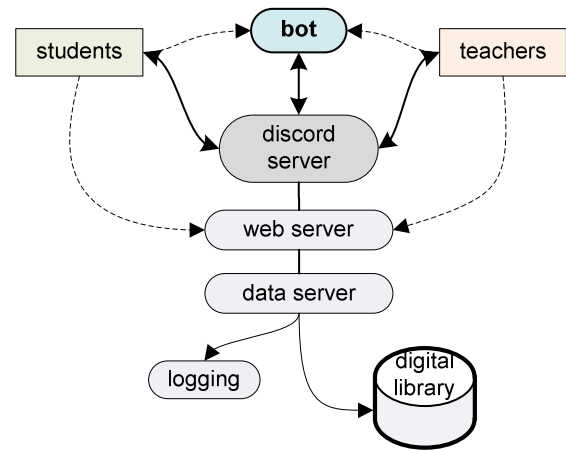 bot
students
teachers
discord
server
web server
data server
logging
digital
library